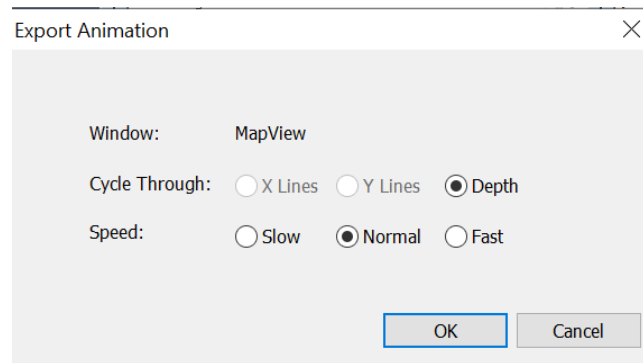 Export Animation
Window: MapView
Cycle Through: X Lines Y Lines Depth
Speed: Slow Normal Fast
OK Cancel